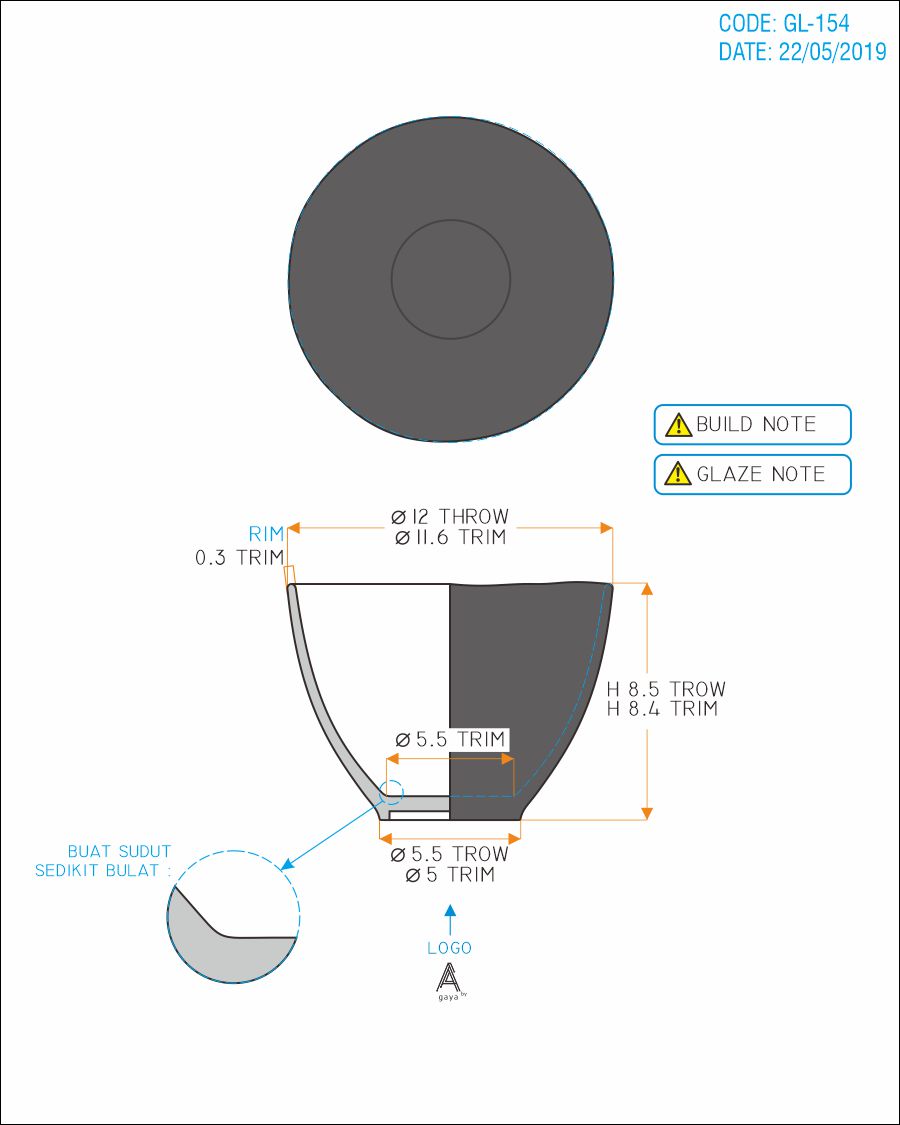 CODE: GL-154
DATE: 22/05/2019
BUILD NOTE
GLAZE NOTE
Ø 12 THROW
Ø 11.6 TRIM
RIM
0.3 TRIM
H 8.5 TROW
H 8.4 TRIM
Ø 5.5 TRIM
Ø 5.5 TROW
Ø 5 TRIM
BUAT SUDUT
SEDIKIT BULAT :
LOGO
A
gaya by